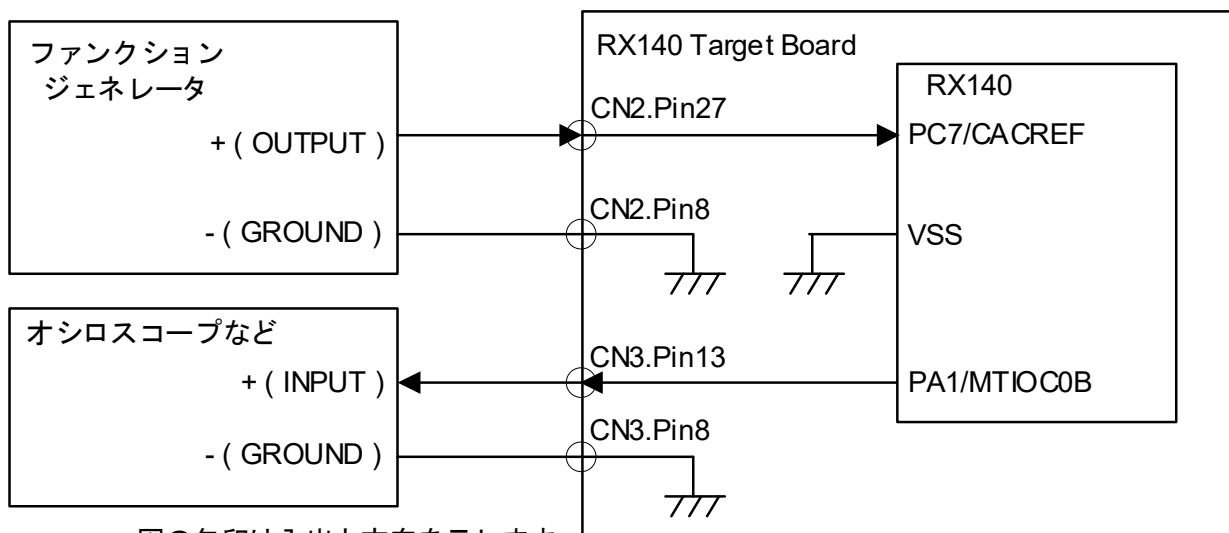 ファンクション
ジェネレータ
+ ( OUTPUT )
- ( GROUND )
オシロスコープなど
+ ( INPUT )
- ( GROUND )
RX140 Target Board
CN2.Pin27
CN2.Pin8
CN3.Pin13
CN3.Pin8
RX140
PC7/CACREF
VSS
PA1/MTIOC0B